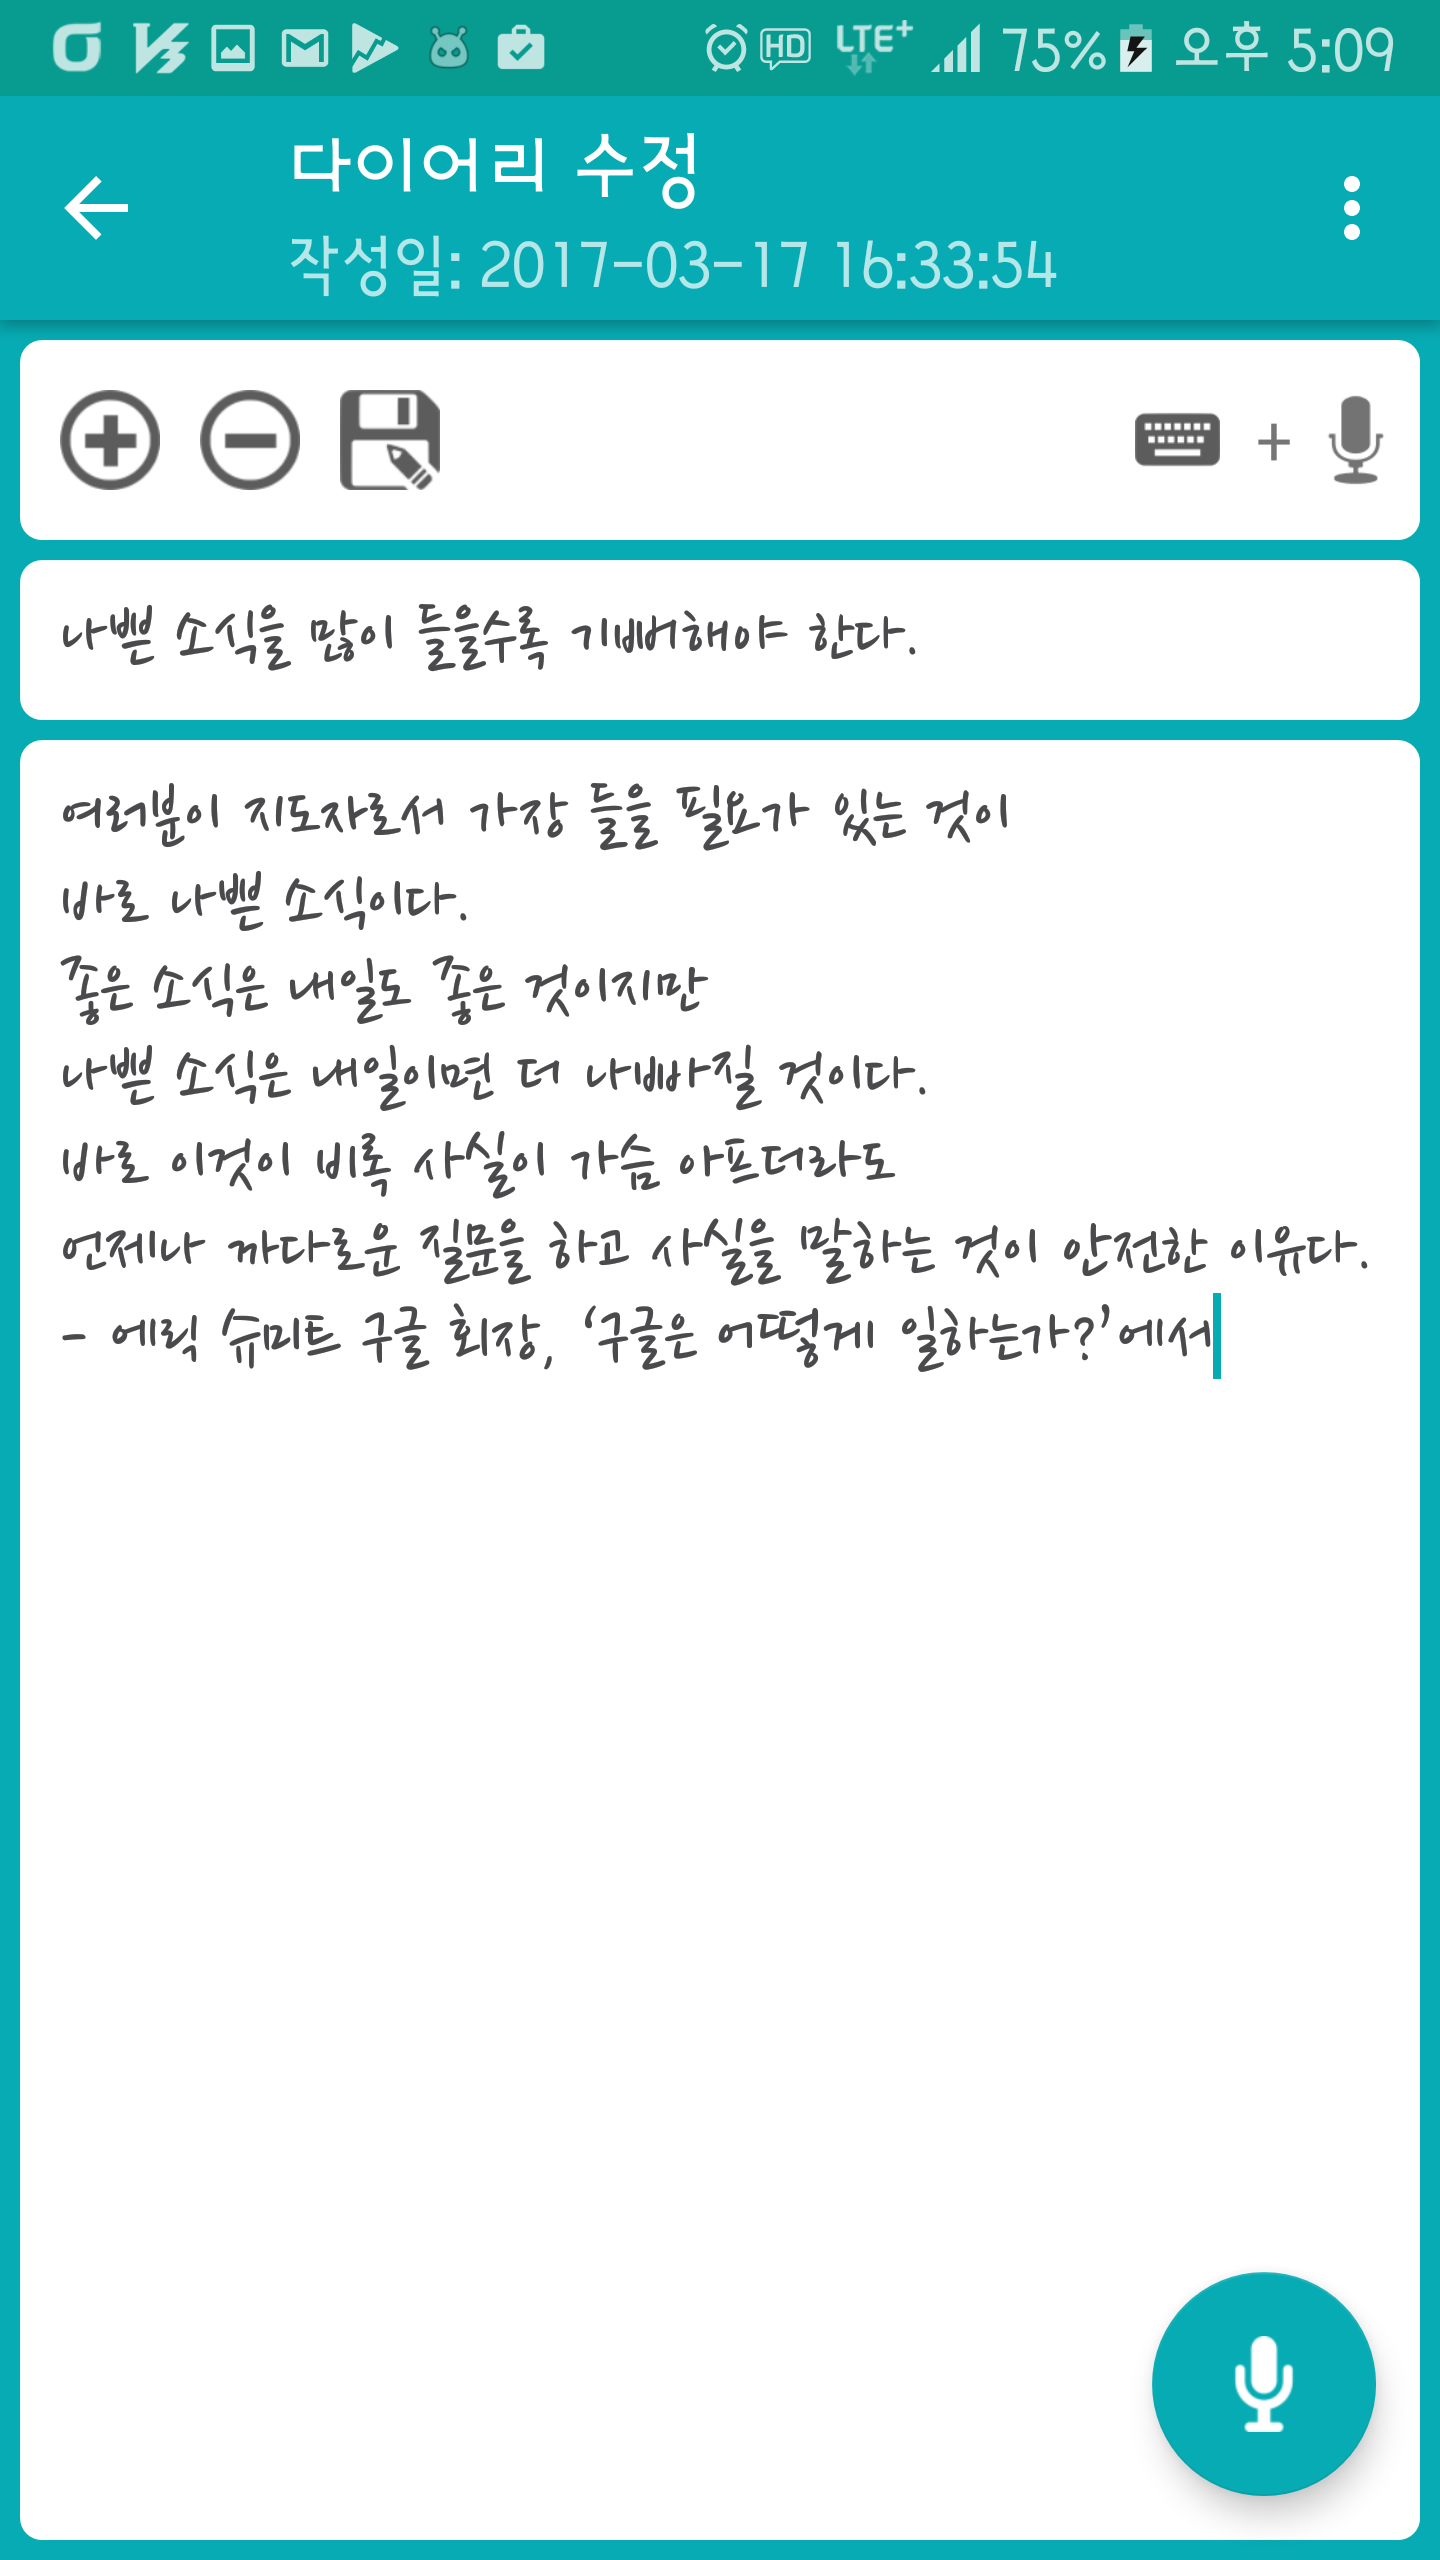 HD LTE+ 75% 오후 5:09
다이어리 수정
작성일: 2017-03-17 16:33:54
+
나쁜 소식을 많이 들을수록 기뻐해야 한다.
여러분이 지도자로서 가장 들을 필요가 있는 것이
바로 나쁜 소식이다.
좋은 소식은 내일도 좋은 것이지만
나쁜 소식은 내일이면 더 나빠질 것이다.
바로 이것이 비록 사실이 가슴 아프더라도
언제나 까다로운 질문을 하고 사실을 말하는 것이 안전한 이유다.
- 에릭 슈미트 구글 회장, ‘구글은 어떻게 일하는가?’에서